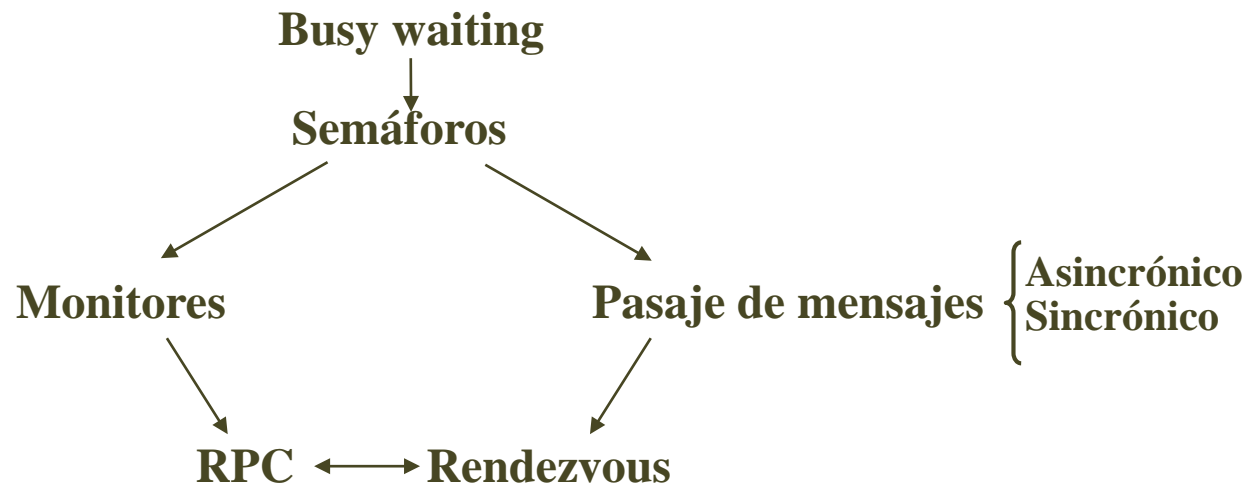 Busy waiting
Semáforos
Monitores
Pasaje de mensajes
Asincrónico
Sincrónico
RPC
Rendezvous